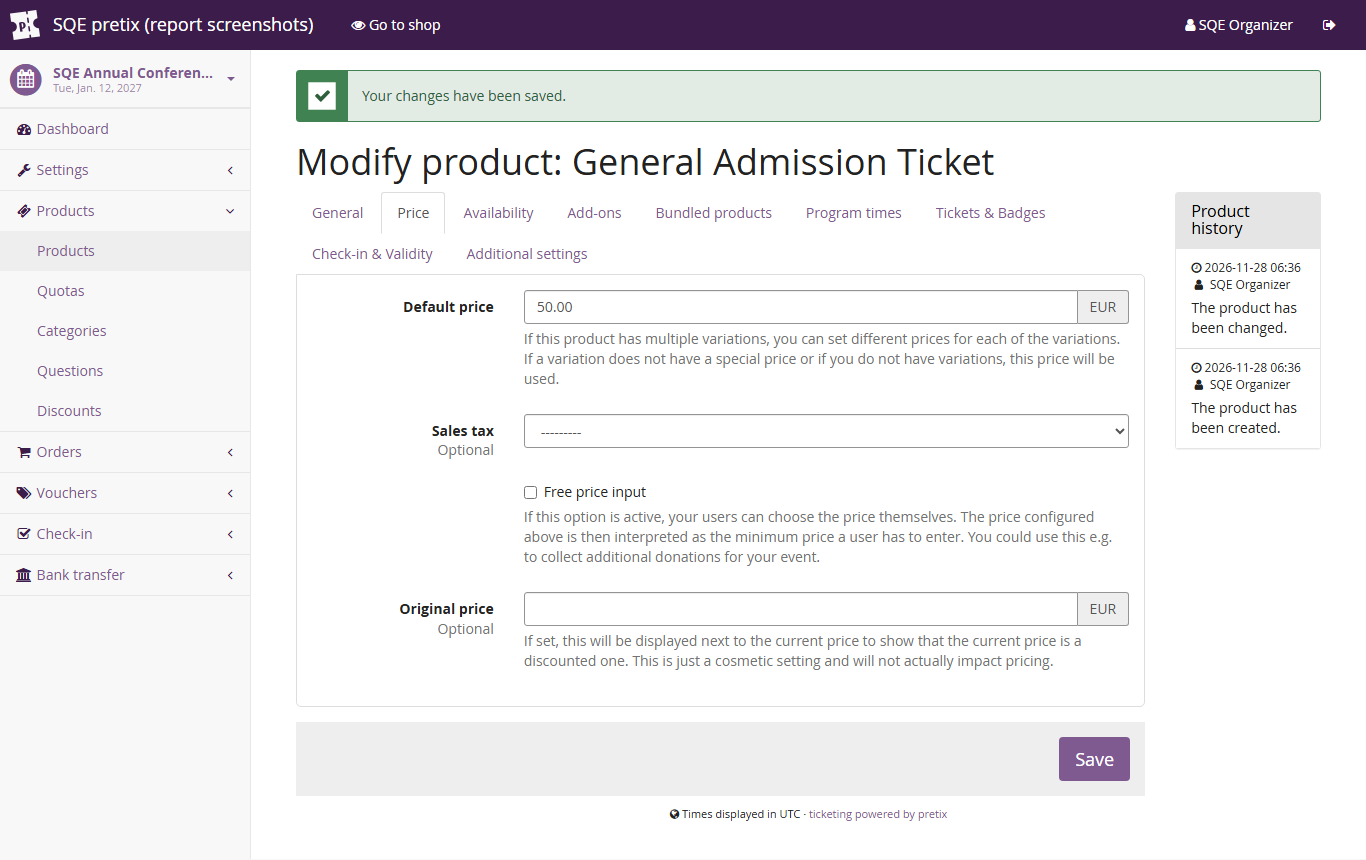 SQE pretix (report screenshots)
Go to shop
SQE Organizer
SQE Annual Conferen...
Tue, Jan. 12, 2027
Dashboard
Settings
Products
Products
Quotas
Categories
Questions
Discounts
Orders
Vouchers
Check-in
Bank transfer
Your changes have been saved.
Modify product: General Admission Ticket
General
Price
Availability
Add-ons
Bundled products
Program times
Tickets & Badges
Check-in & Validity
Additional settings
Default price
50.00
EUR
If this product has multiple variations, you can set different prices for each of the variations.
If a variation does not have a special price or if you do not have variations, this price will be
used.
Sales tax
Optional
---------
Free price input
If this option is active, your users can choose the price themselves. The price configured
above is then interpreted as the minimum price a user has to enter. You could use this e.g.
to collect additional donations for your event.
Original price
Optional
EUR
If set, this will be displayed next to the current price to show that the current price is a
discounted one. This is just a cosmetic setting and will not actually impact pricing.
Save
Product
history
2026-11-28 06:36
SQE Organizer
The product has
been changed.
2026-11-28 06:36
SQE Organizer
The product has
been created.
Times displayed in UTC · ticketing powered by pretix